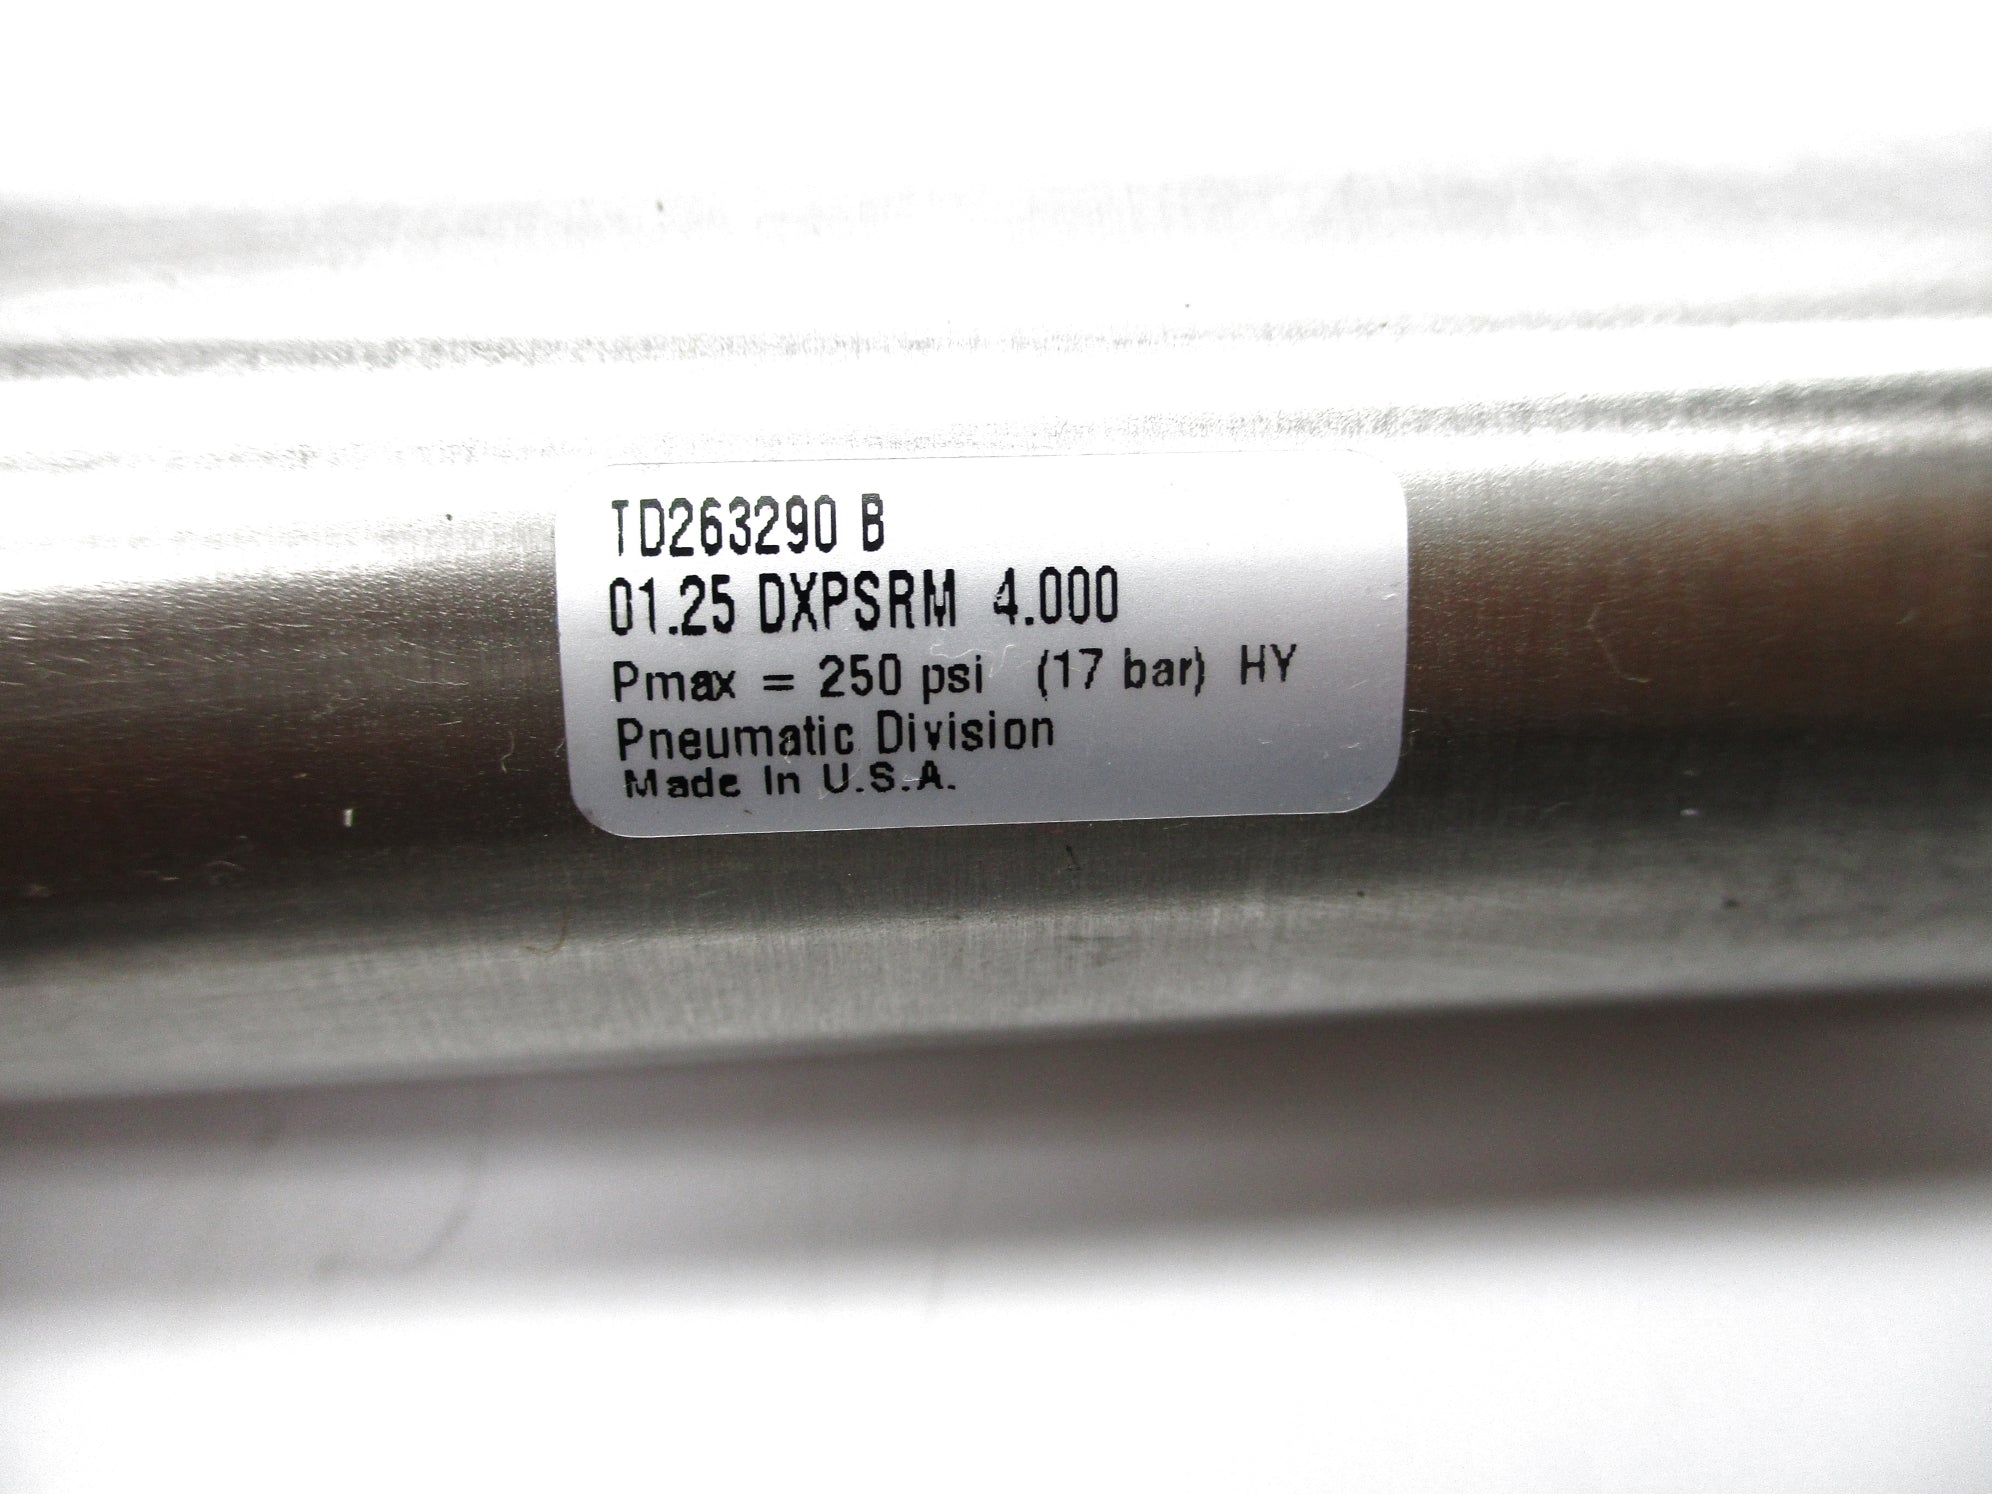 TD263290 B
01.25 DXPSRM 4.000
Pmax = 250 psi (17 bar) HY
Pneumatic Division
Made In U.S.A.